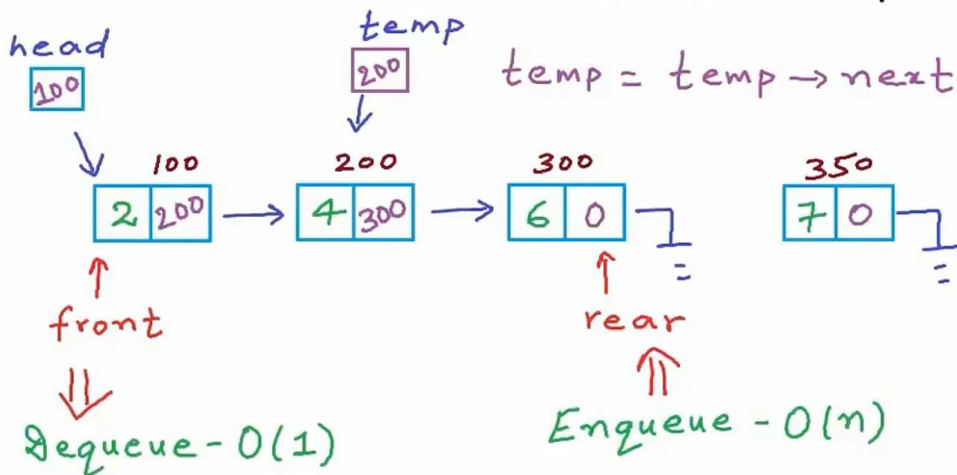 head
100
temp
200
temp = temp → next
100
200
300
350
2 200
4 300
6 0
7 0
front
rear
Dequeue - O(1)
Enqueue - O(n)